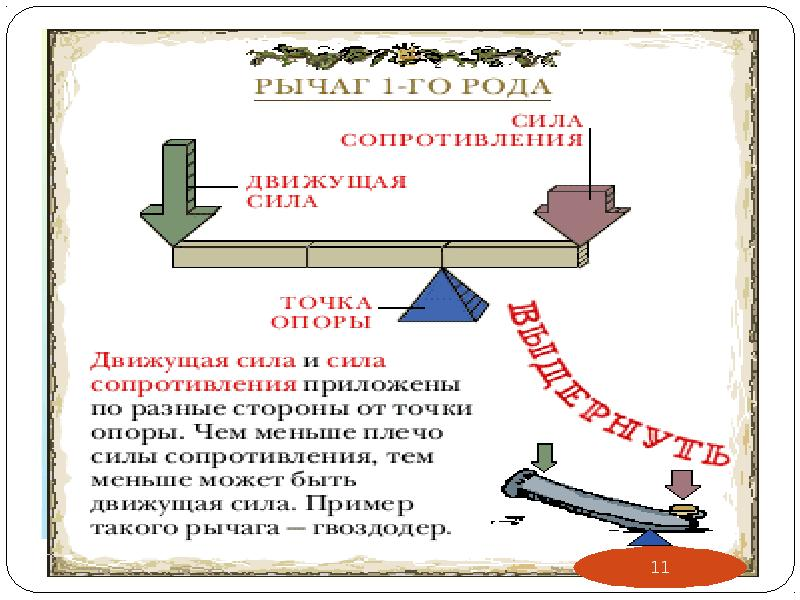 РЫЧАГ 1-ГО РОДА
СИЛА
СОПРОТИВЛЕНИЯ
ДВИЖУЩАЯ
СИЛА
ТОЧКА
ОПОРЫ
ВЫДЕРНУТЬ
Движущая сила и сила
сопротивления приложены
по разные стороны от точки
опоры. Чем меньше плечо
силы сопротивления, тем
меньше может быть
движущая сила. Пример
такого рычага — гвоздодер.
11